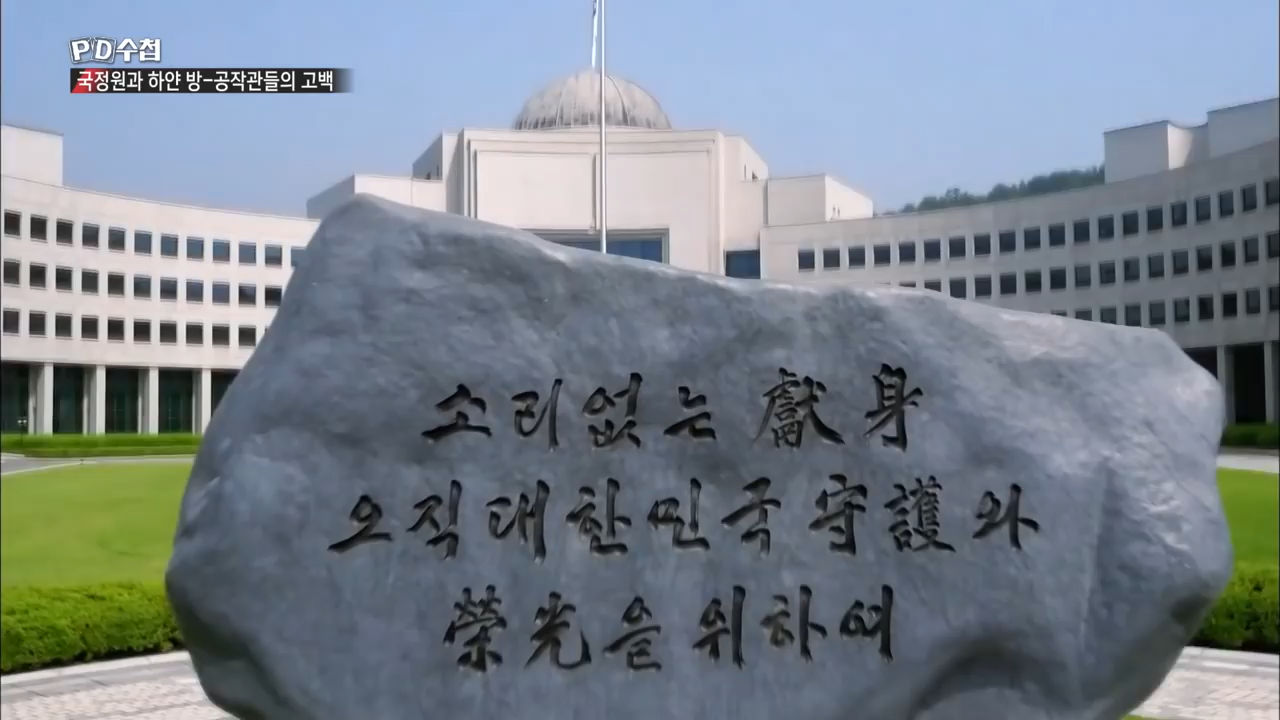 PD수첩
국정원과 하얀 방-공작관들의 고백
소리없는 獻身
오직 대한민국 守護와
榮光을 위하여